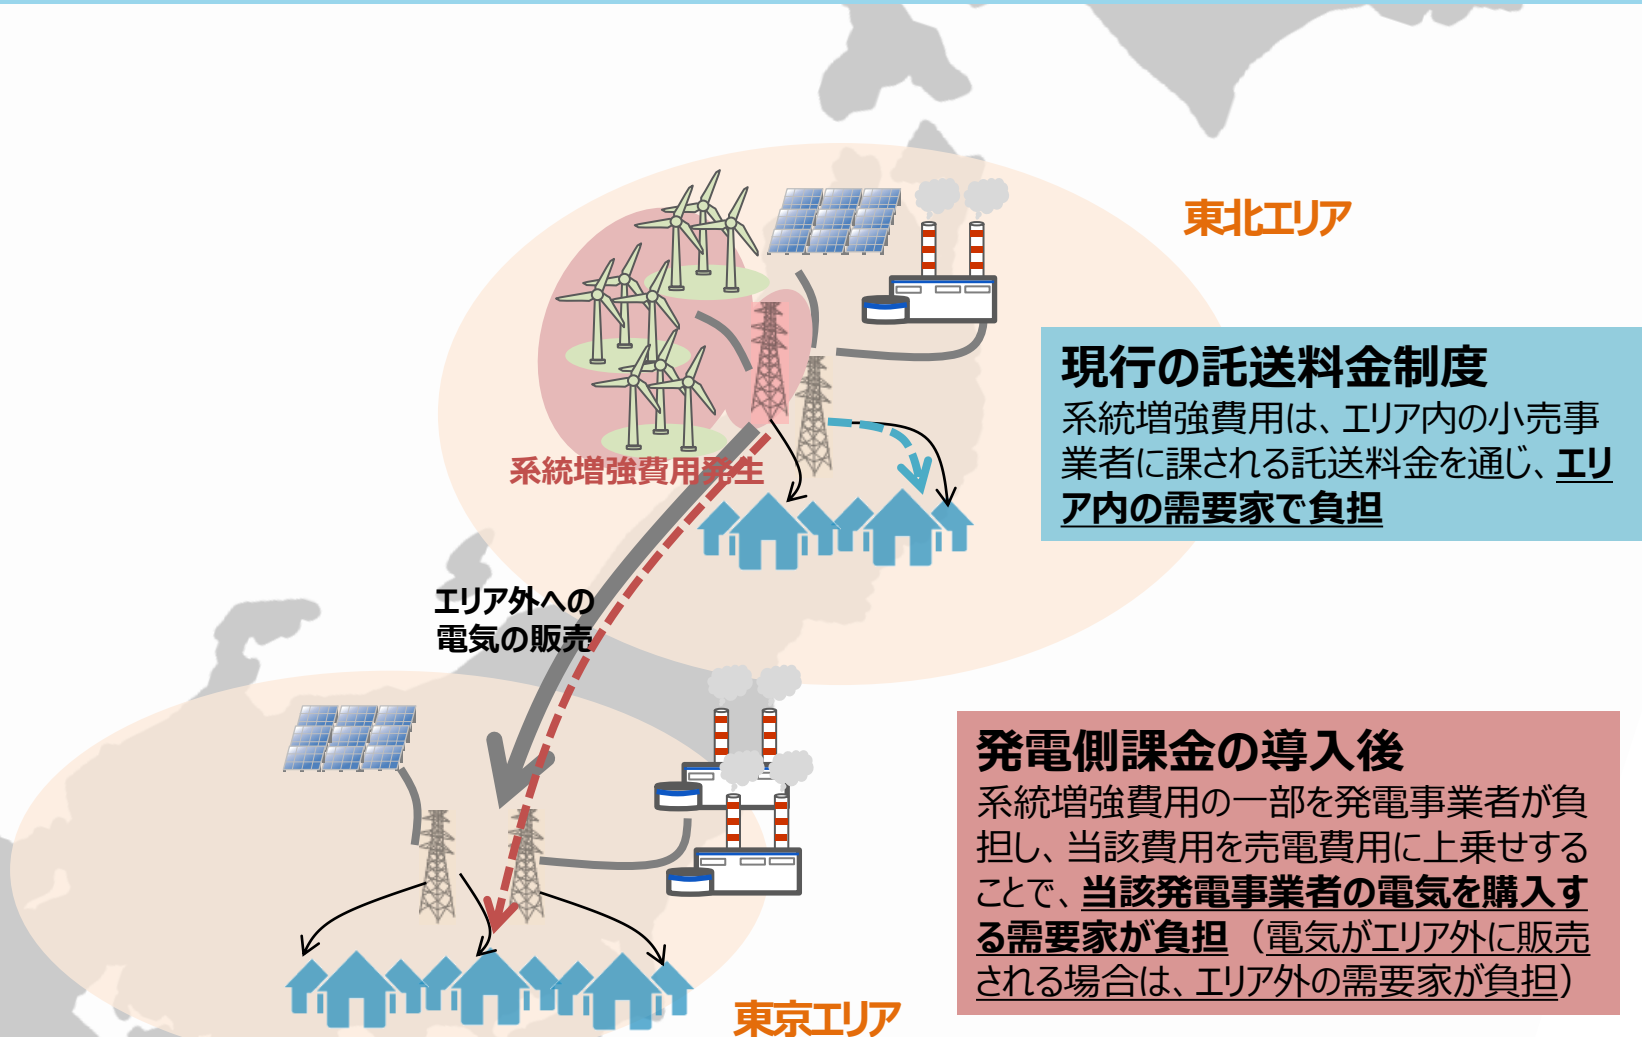 東北エリア
現行の託送料金制度
系統増強費用は、エリア内の小売事
業者に課される託送料金を通じ、エリ
ア内の需要家で負担
系統増強費用発生
エリア外への
電気の販売
発電側課金の導入後
系統増強費用の一部を発電事業者が負
担し、当該費用を売電費用に上乗せする
ことで、当該発電事業者の電気を購入す
る需要家が負担（電気がエリア外に販売
される場合は、エリア外の需要家が負担）
東京エリア